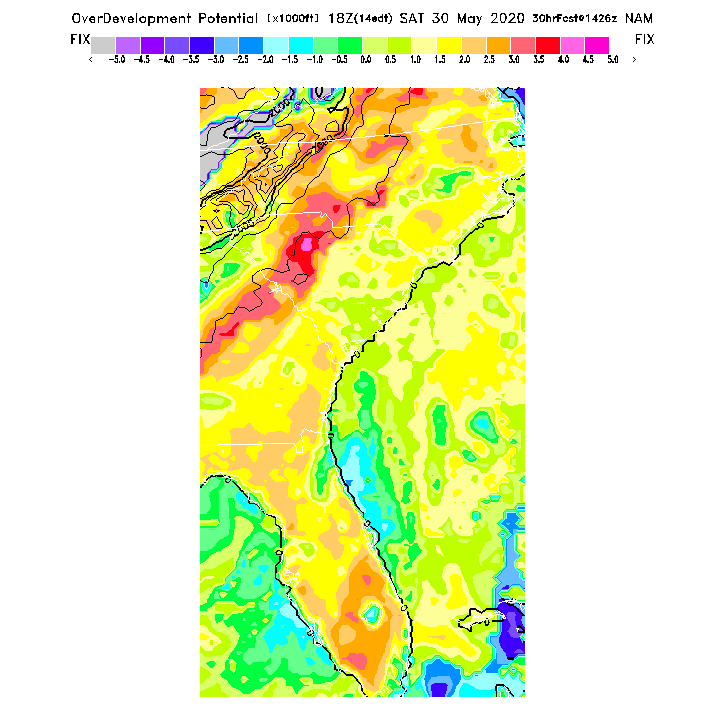 OverDevelopment Potential [x1000ft] 18Z(14edt) SAT 30 May 2020 30hrFcst@1426z NAM
FIX FIX
< -5.0 -4.5 -4.0 -3.5 -3.0 -2.5 -2.0 -1.5 -1.0 -0.5 0.0 0.5 1.0 1.5 2.0 2.5 3.0 3.5 4.0 4.5 5.0 >